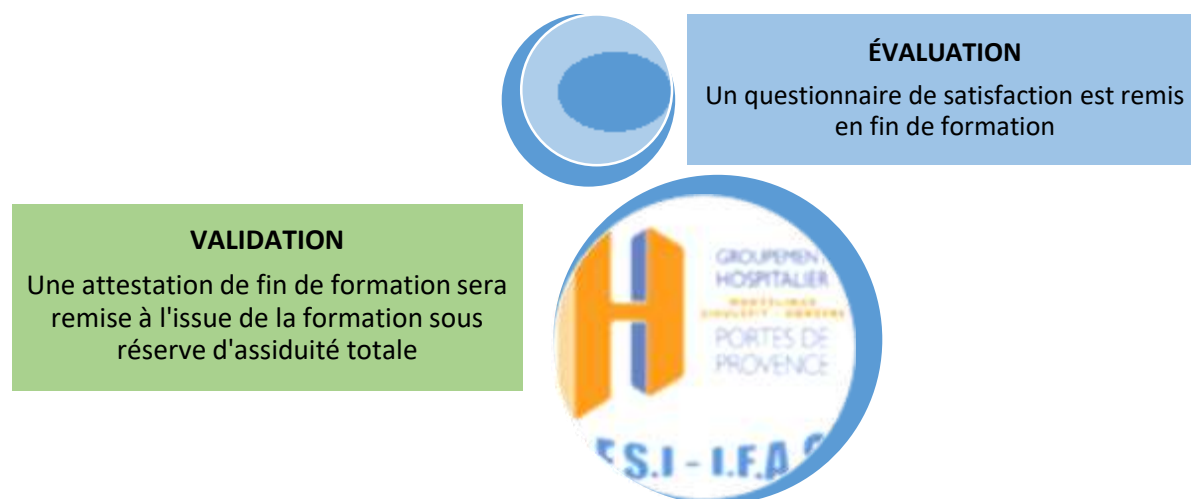 ÉVALUATION
Un questionnaire de satisfaction est remis
en fin de formation
VALIDATION
Une attestation de fin de formation sera
remise à l'issue de la formation sous
réserve d'assiduité totale
GROUPEMENT
HOSPITALIER
PORTES DE
PROVENCE
F.S.I - I.F.A